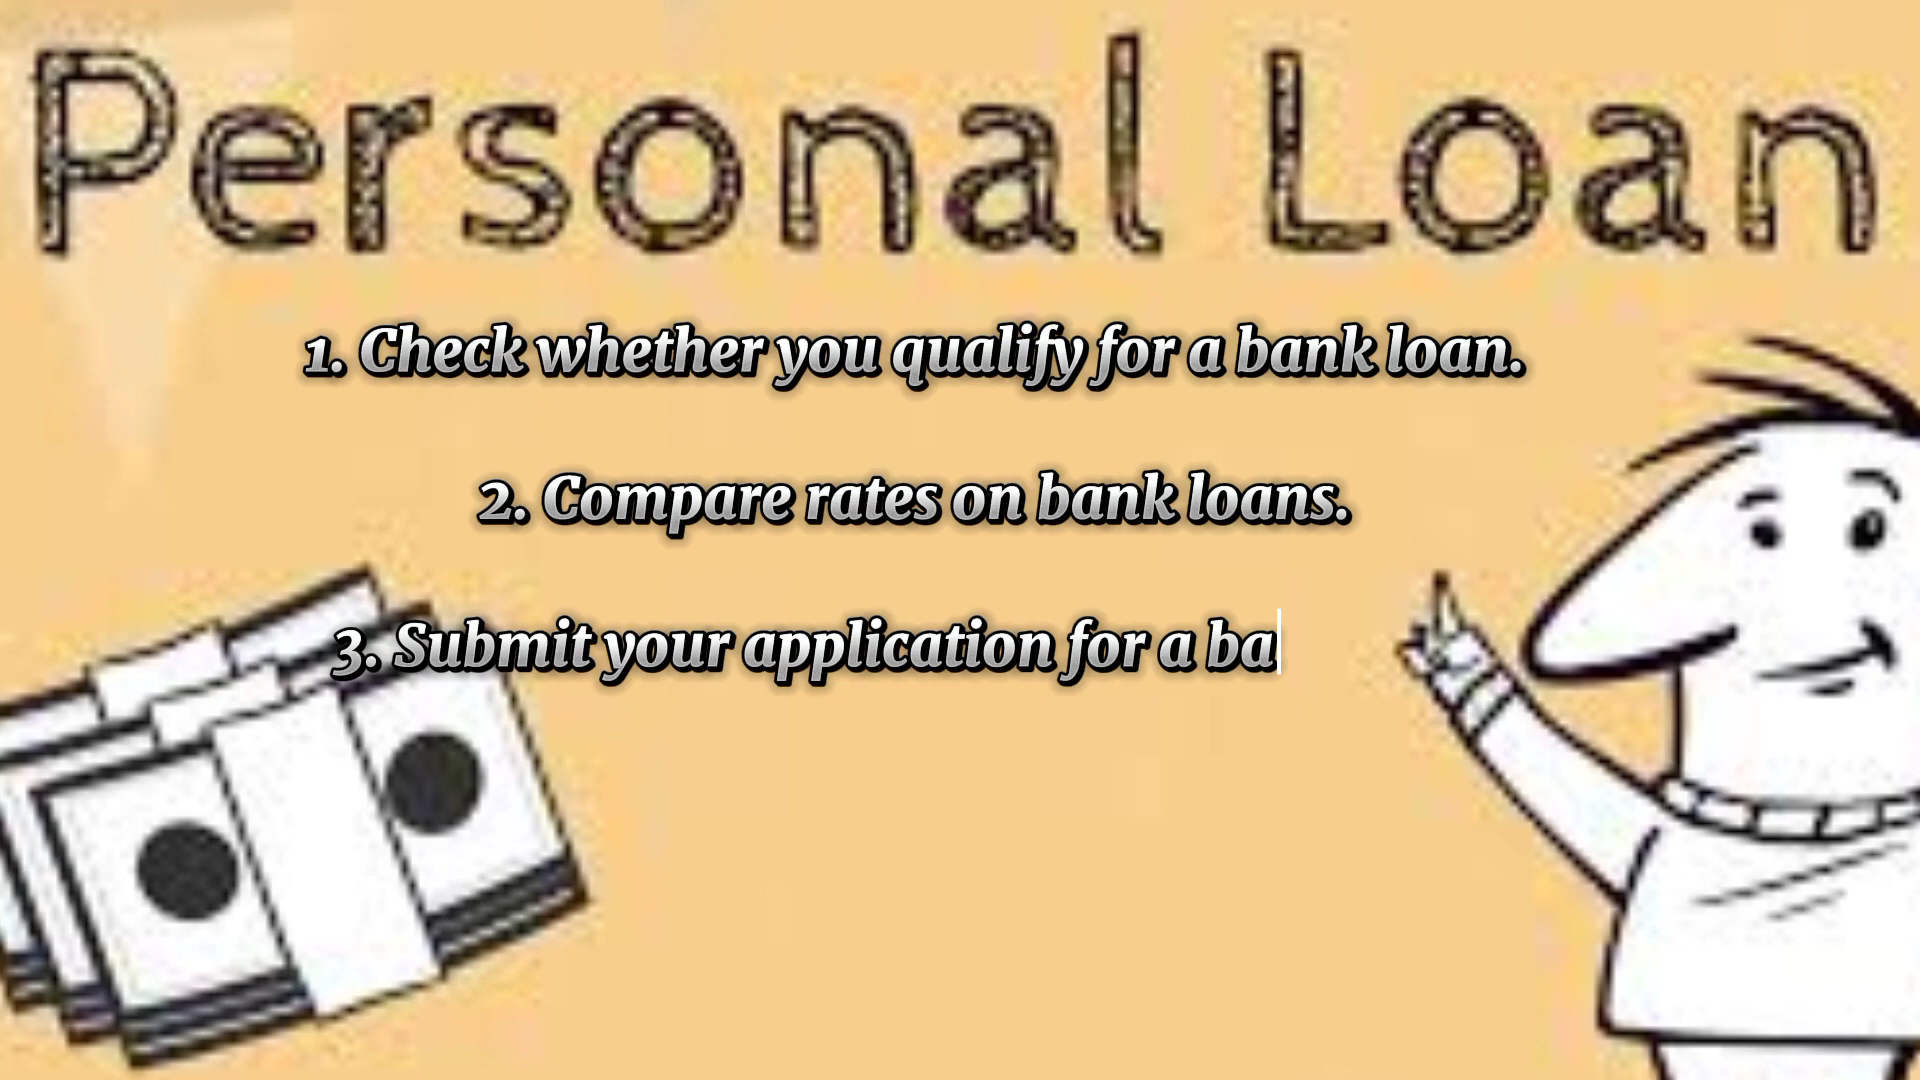 Personal Loan
1. Check whether you qualify for a bank loan.
2. Compare rates on bank loans.
3. Submit your application for a ba